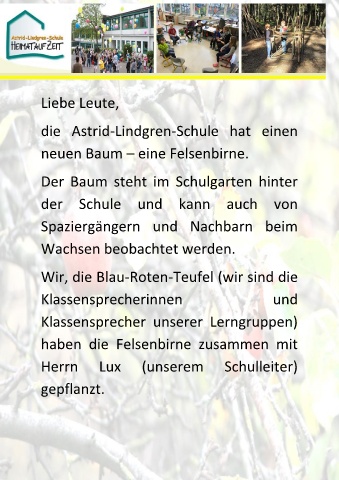 Astrid-Lindgren-Schule
HEIMAT AUF ZEIT
Liebe Leute,
die Astrid-Lindgren-Schule hat einen
neuen Baum – eine Felsenbirne.
Der Baum steht im Schulgarten hinter
der Schule und kann auch von
Spaziergängern und Nachbarn beim
Wachsen beobachtet werden.
Wir, die Blau-Roten-Teufel (wir sind die
Klassensprecherinnen und
Klassensprecher unserer Lerngruppen)
haben die Felsenbirne zusammen mit
Herrn Lux (unserem Schulleiter)
gepflanzt.